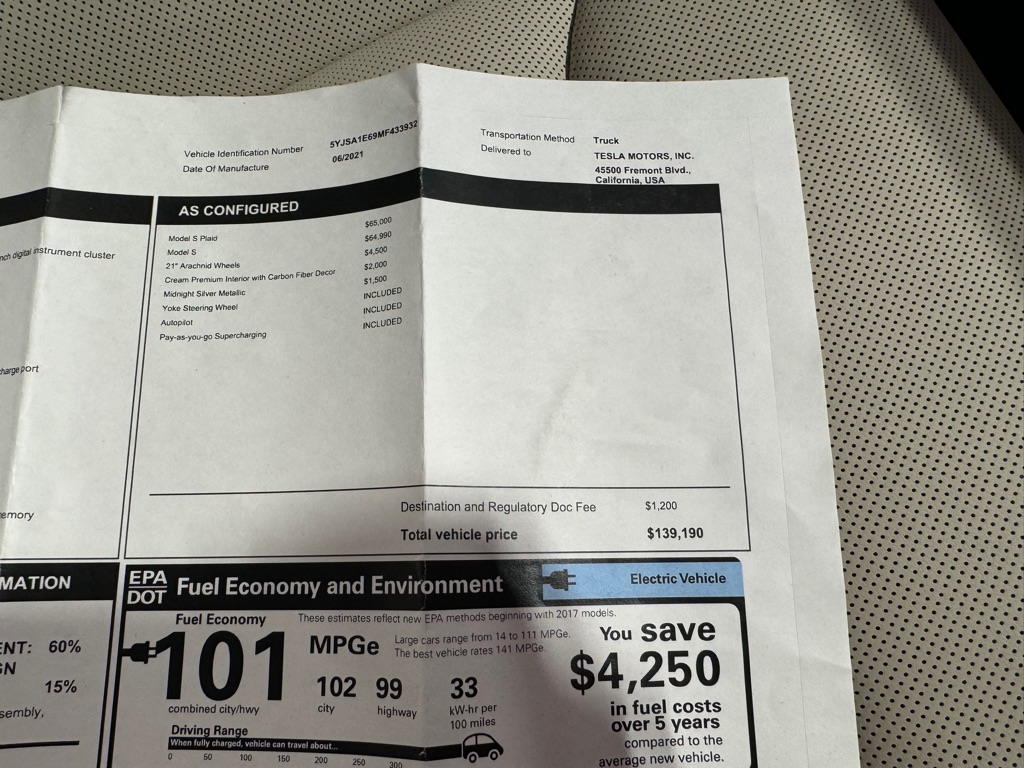 Vehicle Identification Number 5YJSA1E69MF433932
Date Of Manufacture 06/2021
Transportation Method Truck
Delivered to TESLA MOTORS, INC.
45500 Fremont Blvd.,
California, USA
instrument cluster
port
AS CONFIGURED
Model S Plaid $65,000
Model S $64,990
21" Arachnid Wheels $4,500
Cream Premium Interior with Carbon Fiber Decor $2,000
Midnight Silver Metallic $1,500
Yoke Steering Wheel INCLUDED
Autopilot INCLUDED
Pay-as-you-go Supercharging INCLUDED
Destination and Regulatory Doc Fee $1,200
Total vehicle price $139,190
60%
15%
EPA
DOT
Fuel Economy and Environment
Electric Vehicle
Fuel Economy
These estimates reflect new EPA methods beginning with 2017 models.
101
combined city/hwy
MPGe
Large cars range from 14 to 111 MPGe.
The best vehicle rates 141 MPGe.
102 99 33
city highway kW-hr per
100 miles
You save
$4,250
in fuel costs
over 5 years
compared to the
average new vehicle.
Driving Range
When fully charged, vehicle can travel about...
0 50 100 150 200 250 300